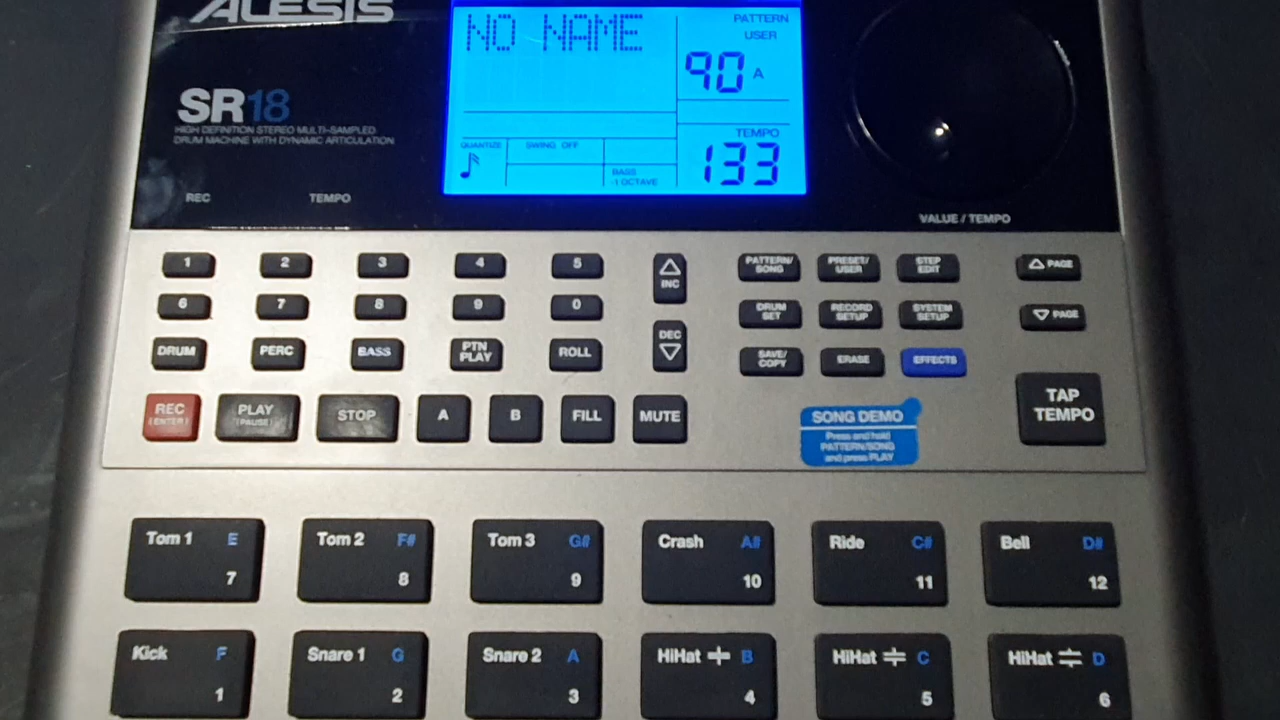 ALESIS
NO NAME
PATTERN
USER
90 A
SR18
HIGH DEFINITION STEREO MULTI-SAMPLED
DRUM MACHINE WITH DYNAMIC ARTICULATION
TEMPO
133
QUANTIZE
SWING OFF
BASS
-1 OCTAVE
REC
TEMPO
VALUE / TEMPO
1 2 3 4 5
INC
PATTERN/
SONG
PRESET/
USER
STEP
EDIT
PAGE
6 7 8 9 0
DRUM
SET
RECORD
SETUP
SYSTEM
SETUP
PAGE
DRUM PERC BASS
PTN
PLAY
ROLL
DEC
SAVE/
COPY
ERASE
EFFECTS
REC
(ENTER)
PLAY
(PAUSE)
STOP A B FILL MUTE
SONG DEMO
Press and hold
PATTERN/SONG
and press PLAY
TAP
TEMPO
Tom 1 E
7
Tom 2 F#
8
Tom 3 G#
9
Crash A#
10
Ride C#
11
Bell D#
12
Kick F
1
Snare 1 G
2
Snare 2 A
3
HiHat B
4
HiHat C
5
HiHat D
6